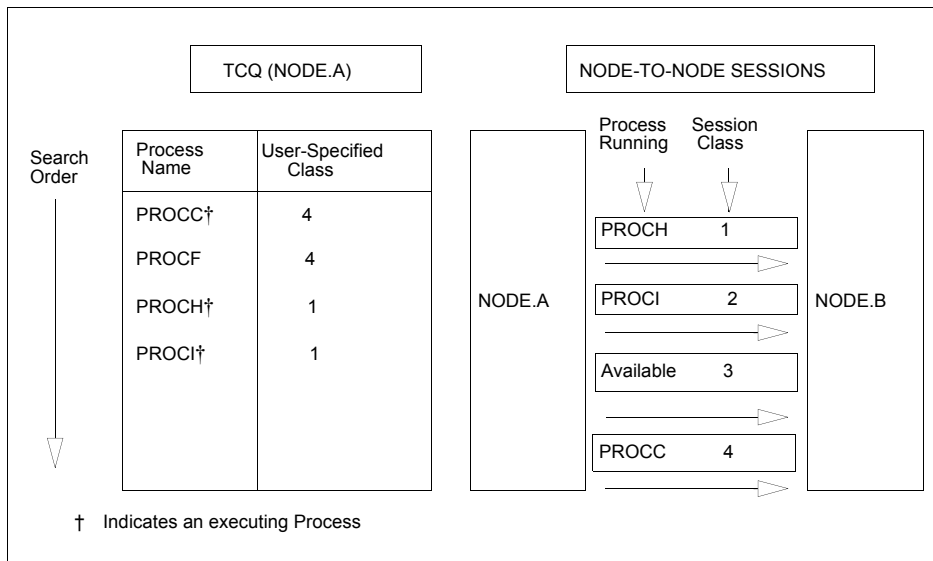 TCQ (NODE.A)
NODE-TO-NODE SESSIONS
Search
Order
Process
Name
User-Specified
Class
PROCC† 4
PROCF 4
PROCH† 1
PROCI† 1
Process
Running
Session
Class
NODE.A
PROCH 1
PROCI 2
Available 3
PROCC 4
NODE.B
† Indicates an executing Process